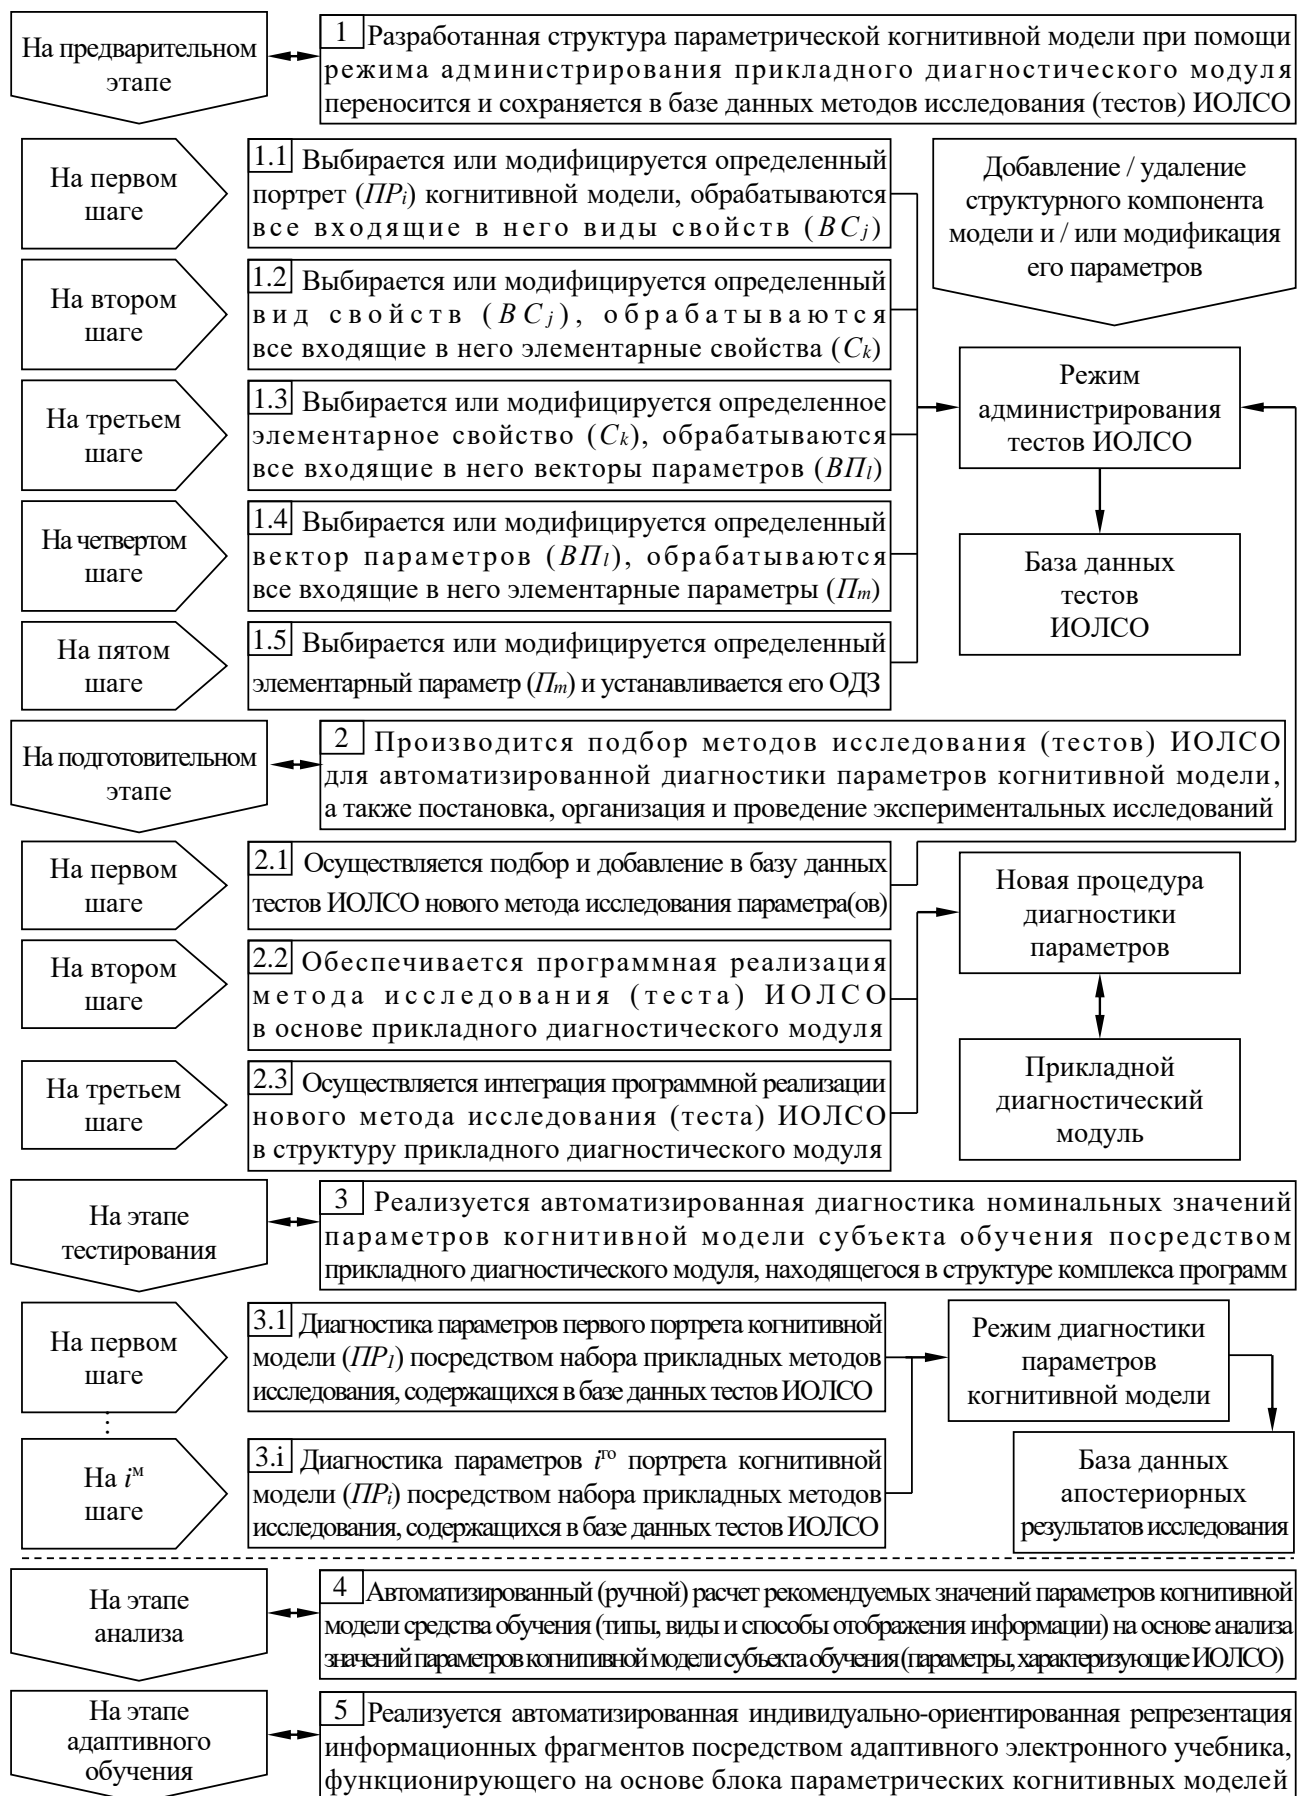 На предварительном
этапе
1 Разработанная структура параметрической когнитивной модели при помощи
режима администрирования прикладного диагностического модуля
переносится и сохраняется в базе данных методов исследования (тестов) ИОЛСО
На первом
шаге
1.1 Выбирается или модифицируется определенный
портрет (ПРi) когнитивной модели, обрабатываются
все входящие в него виды свойств (ВСj)
Добавление / удаление
структурного компонента
модели и / или модификация
его параметров
На втором
шаге
1.2 Выбирается или модифицируется определенный
вид свойств (ВСj), обрабатываются
все входящие в него элементарные свойства (Сk)
На третьем
шаге
1.3 Выбирается или модифицируется определенное
элементарное свойство (Сk), обрабатываются
все входящие в него векторы параметров (ВПl)
Режим
администрирования
тестов ИОЛСО
На четвертом
шаге
1.4 Выбирается или модифицируется определенный
вектор параметров (ВПl), обрабатываются
все входящие в него элементарные параметры (Пm)
База данных
тестов
ИОЛСО
На пятом
шаге
1.5 Выбирается или модифицируется определенный
элементарный параметр (Пm) и устанавливается его ОДЗ
На подготовительном
этапе
2 Производится подбор методов исследования (тестов) ИОЛСО
для автоматизированной диагностики параметров когнитивной модели,
а также постановка, организация и проведение экспериментальных исследований
На первом
шаге
2.1 Осуществляется подбор и добавление в базу данных
тестов ИОЛСО нового метода исследования параметра(ов)
Новая процедура
диагностики
параметров
На втором
шаге
2.2 Обеспечивается программная реализация
метода исследования (теста) ИОЛСО
в основе прикладного диагностического модуля
На третьем
шаге
2.3 Осуществляется интеграция программной реализации
нового метода исследования (теста) ИОЛСО
в структуру прикладного диагностического модуля
Прикладной
диагностический
модуль
На этапе
тестирования
3 Реализуется автоматизированная диагностика номинальных значений
параметров когнитивной модели субъекта обучения посредством
прикладного диагностического модуля, находящегося в структуре комплекса программ
На первом
шаге
3.1 Диагностика параметров первого портрета когнитивной
модели (ПР1) посредством набора прикладных методов
исследования, содержащихся в базе данных тестов ИОЛСО
Режим диагностики
параметров
когнитивной модели
...
На iм
шаге
3.i Диагностика параметров iго портрета когнитивной
модели (ПРi) посредством набора прикладных методов
исследования, содержащихся в базе данных тестов ИОЛСО
База данных
апостериорных
результатов исследования
На этапе
анализа
4 Автоматизированный (ручной) расчет рекомендуемых значений параметров когнитивной
модели средства обучения (типы, виды и способы отображения информации) на основе анализа
значений параметров когнитивной модели субъекта обучения (параметры, характеризующие ИОЛСО)
На этапе
адаптивного
обучения
5 Реализуется автоматизированная индивидуально-ориентированная репрезентация
информационных фрагментов посредством адаптивного электронного учебника,
функционирующего на основе блока параметрических когнитивных моделей